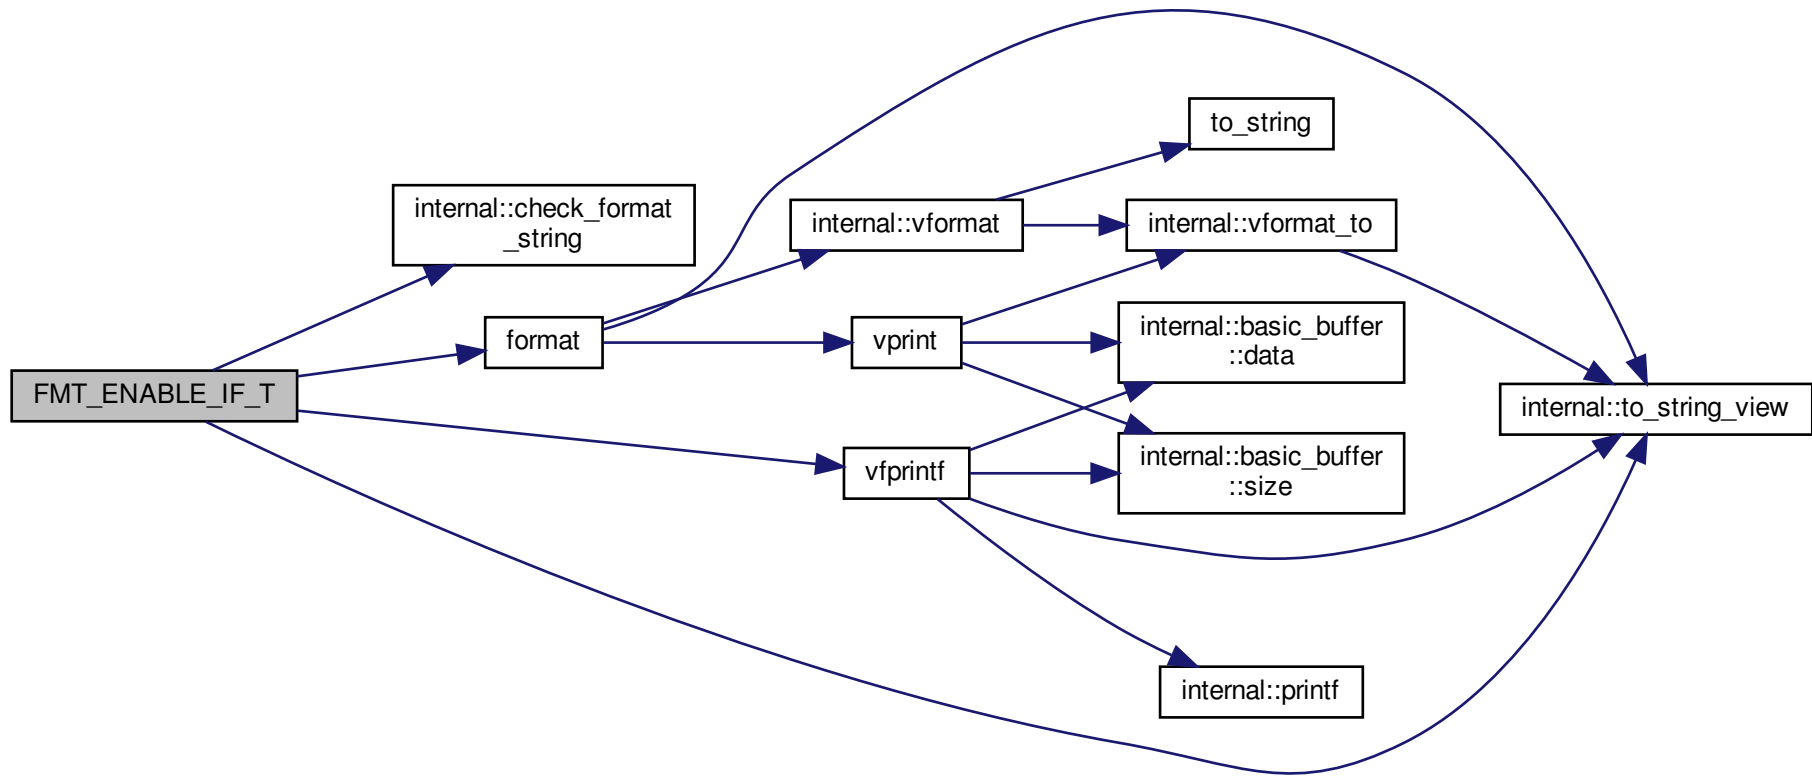 FMT_ENABLE_IF_T
internal::check_format
_string
format
internal::vformat
vprint
vfprintf
to_string
internal::vformat_to
internal::basic_buffer
::data
internal::basic_buffer
::size
internal::printf
internal::to_string_view